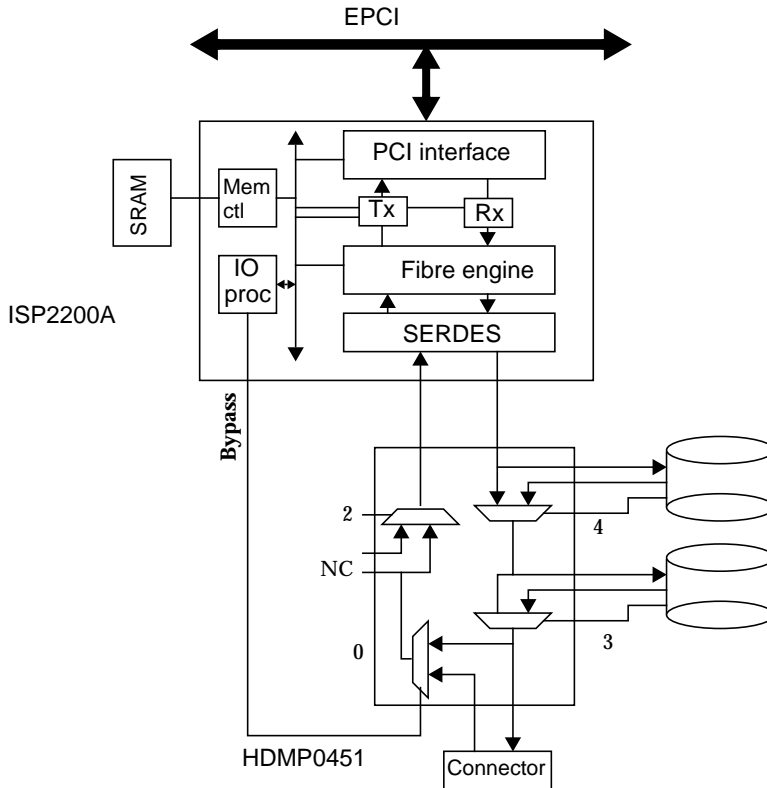 EPCI
PCI interface
SRAM
Mem
ctl
Tx
Rx
IO
proc
Fibre engine
ISP2200A
SERDES
Bypass
2
4
NC
0
3
HDMP0451
Connector